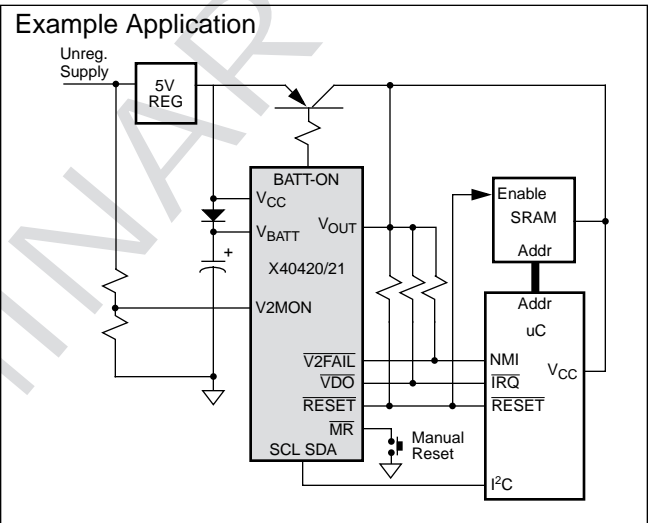 Example Application
Unreg.
Supply
5V
REG
BATT-ON
VCC
VBATT
+
VOUT
X40420/21
V2MON
V2FAIL
VDO
RESET
MR
SCL SDA
Manual
Reset
Enable
SRAM
Addr
Addr
uC
NMI
VCC
IRQ
RESET
I²C
INAR